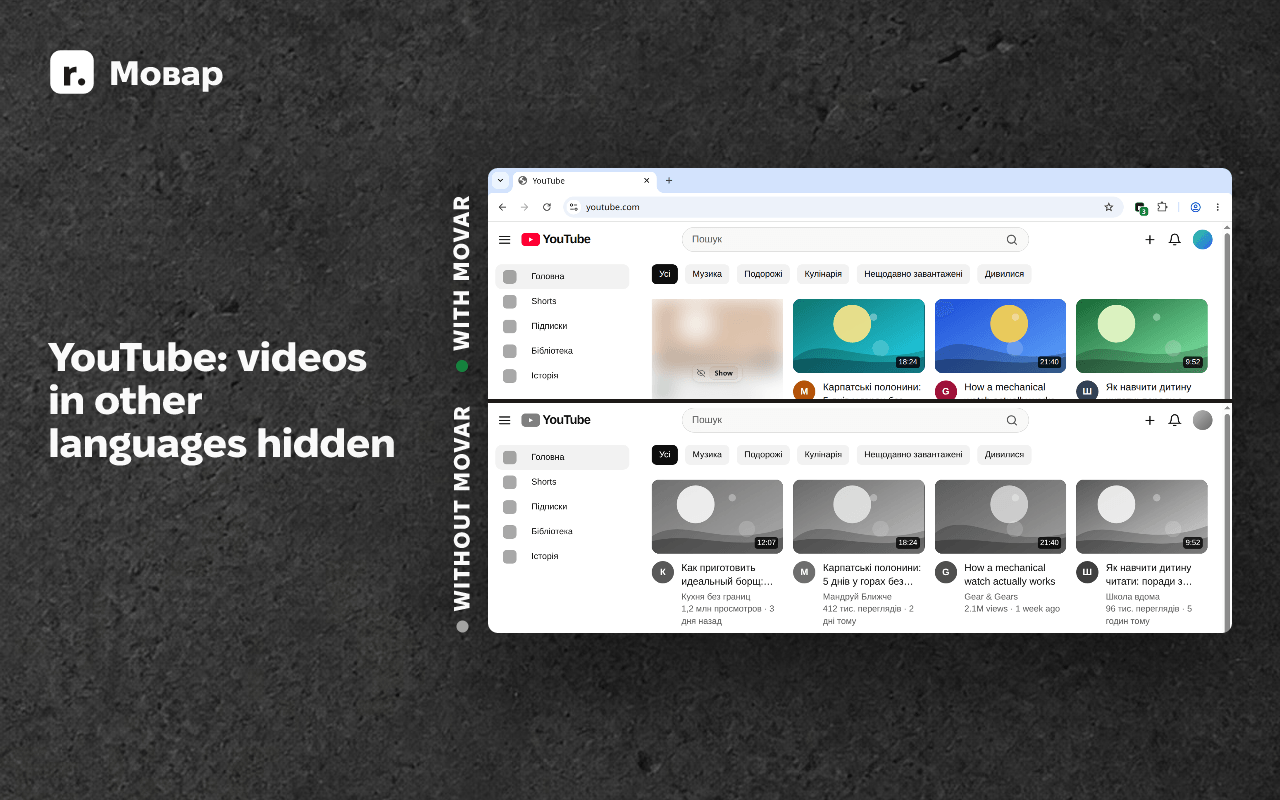 r. Мовар
YouTube: videos
in other
languages hidden
WITH MOVAR
WITHOUT MOVAR
YouTube
youtube.com
3
YouTube
Пошук
Головна
Shorts
Підписки
Бібліотека
Історія
Усі
Музика
Подорожі
Кулінарія
Нещодавно завантажені
Дивилися
Show
18:24
21:40
9:52
М
Карпатські полонини:
G
How a mechanical
Ш
Як навчити дитину
YouTube
Пошук
Головна
Shorts
Підписки
Бібліотека
Історія
Усі
Музика
Подорожі
Кулінарія
Нещодавно завантажені
Дивилися
12:07
18:24
21:40
9:52
К
Как приготовить
идеальный борщ:...
Кухня без границ
1,2 млн просмотров · 3
дня назад
М
Карпатські полонини:
5 днів у горах без...
Мандруй Ближче
412 тис. переглядів · 2
дні тому
G
How a mechanical
watch actually works
Gear & Gears
2.1M views · 1 week ago
Ш
Як навчити дитину
читати: поради з...
Школа вдома
96 тис. переглядів · 5
годин тому